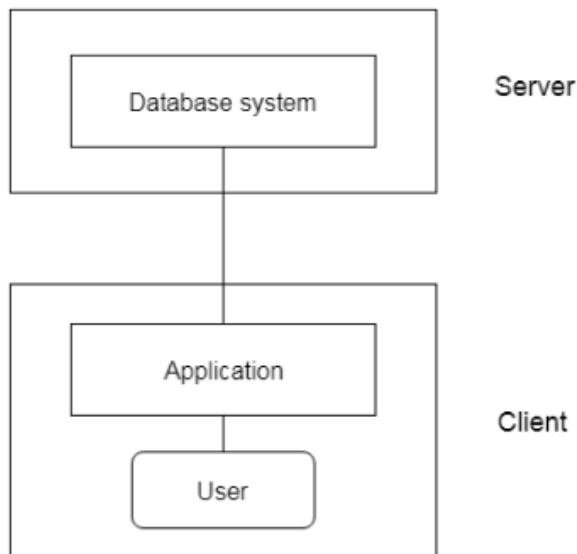 Database system
Server
Application
Client
User